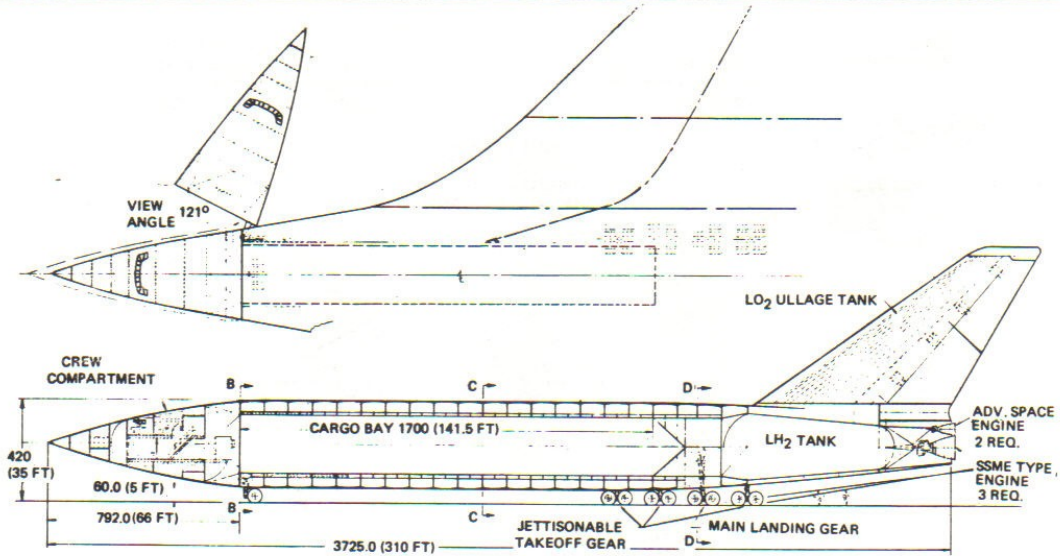 VIEW
ANGLE 121°
LO₂ ULLAGE TANK
CREW
COMPARTMENT
B
C
D
CARGO BAY 1700 (141.5 FT)
LH₂ TANK
ADV. SPACE
ENGINE
2 REQ.
420
(35 FT)
60.0 (5 FT)
SSME TYPE
ENGINE
3 REQ.
792.0 (66 FT)
B
C
JETTISONABLE
TAKEOFF GEAR
D
MAIN LANDING GEAR
3725.0 (310 FT)